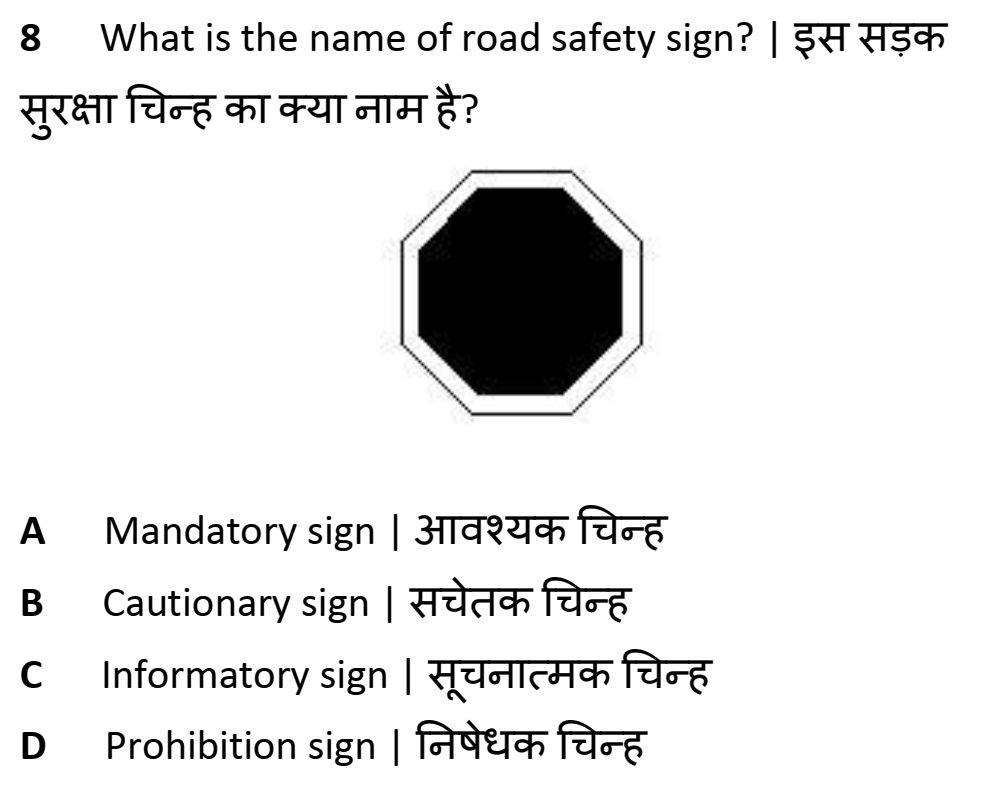 8 What is the name of road safety sign? | इस सड़क
सुरक्षा चिन्ह का क्या नाम है?
A Mandatory sign | आवश्यक चिन्ह
B Cautionary sign | सचेतक चिन्ह
C Informatory sign | सूचनात्मक चिन्ह
D Prohibition sign | निषेधक चिन्ह